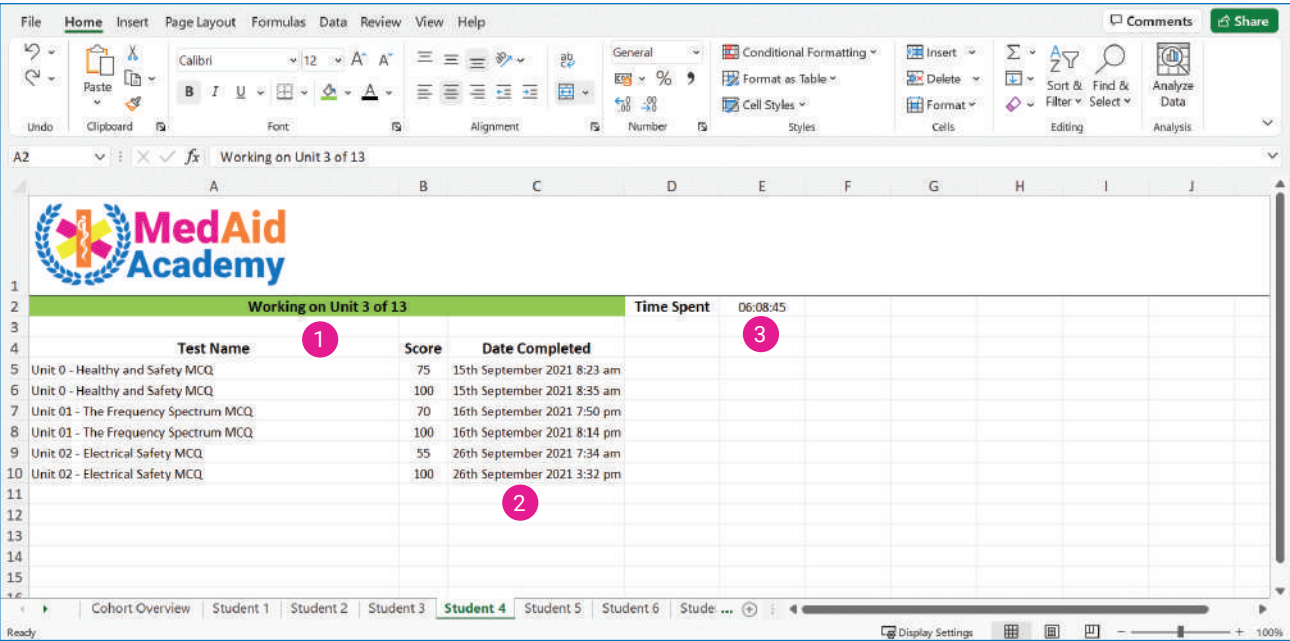 File Home Insert Page Layout Formulas Data Review View Help Comments Share
Calibri 12 A^ A˅ ab General Conditional Formatting Insert Σ A Z
Paste B I U A % , Format as Table Delete Sort & Find & Analyze
Cell Styles Format Filter Select Data
Undo Clipboard Font Alignment Number Styles Cells Editing Analysis
A2 fx Working on Unit 3 of 13
A B C D E F G H I J
MedAid
Academy
1
2 Working on Unit 3 of 13 Time Spent 06:08:45
3 1 3
4 Test Name Score Date Completed
5 Unit 0 - Healthy and Safety MCQ 75 15th September 2021 8:23 am
6 Unit 0 - Healthy and Safety MCQ 100 15th September 2021 8:35 am
7 Unit 01 - The Frequency Spectrum MCQ 70 16th September 2021 7:50 pm
8 Unit 01 - The Frequency Spectrum MCQ 100 16th September 2021 8:14 pm
9 Unit 02 - Electrical Safety MCQ 55 26th September 2021 7:34 am
10 Unit 02 - Electrical Safety MCQ 100 26th September 2021 3:32 pm
11
2
12
13
14
15
Cohort Overview Student 1 Student 2 Student 3 Student 4 Student 5 Student 6 Stude ...
Ready Display Settings 100%